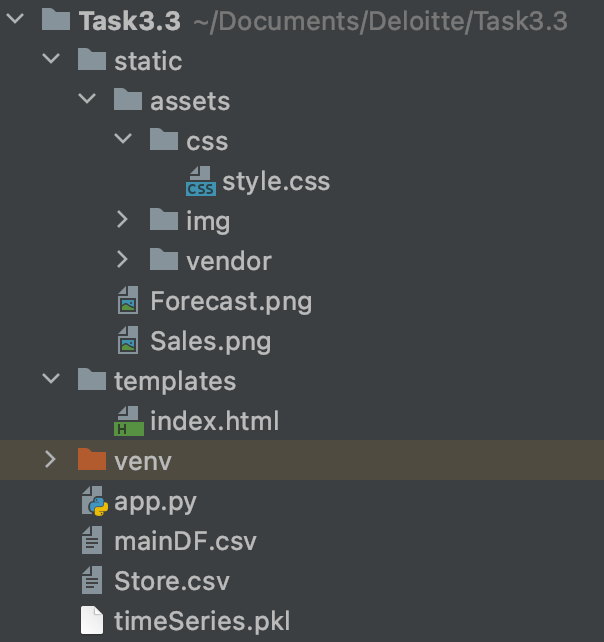 Task3.3 ~/Documents/Deloitte/Task3.3
static
assets
css
CSS style.css
img
vendor
Forecast.png
Sales.png
templates
H index.html
venv
app.py
mainDF.csv
Store.csv
timeSeries.pkl